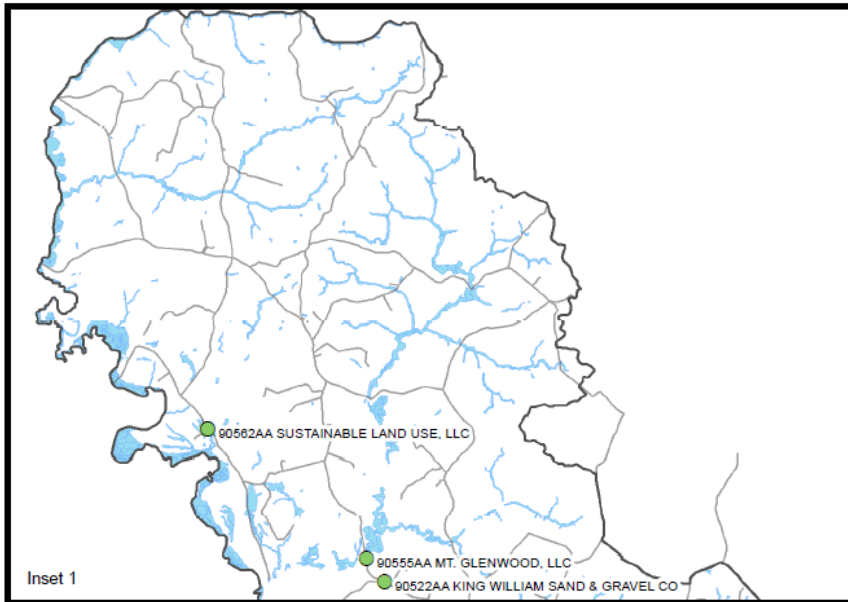 90562AA SUSTAINABLE LAND USE, LLC
90555AA MT. GLENWOOD, LLC
90522AA KING WILLIAM SAND & GRAVEL CO
Inset 1